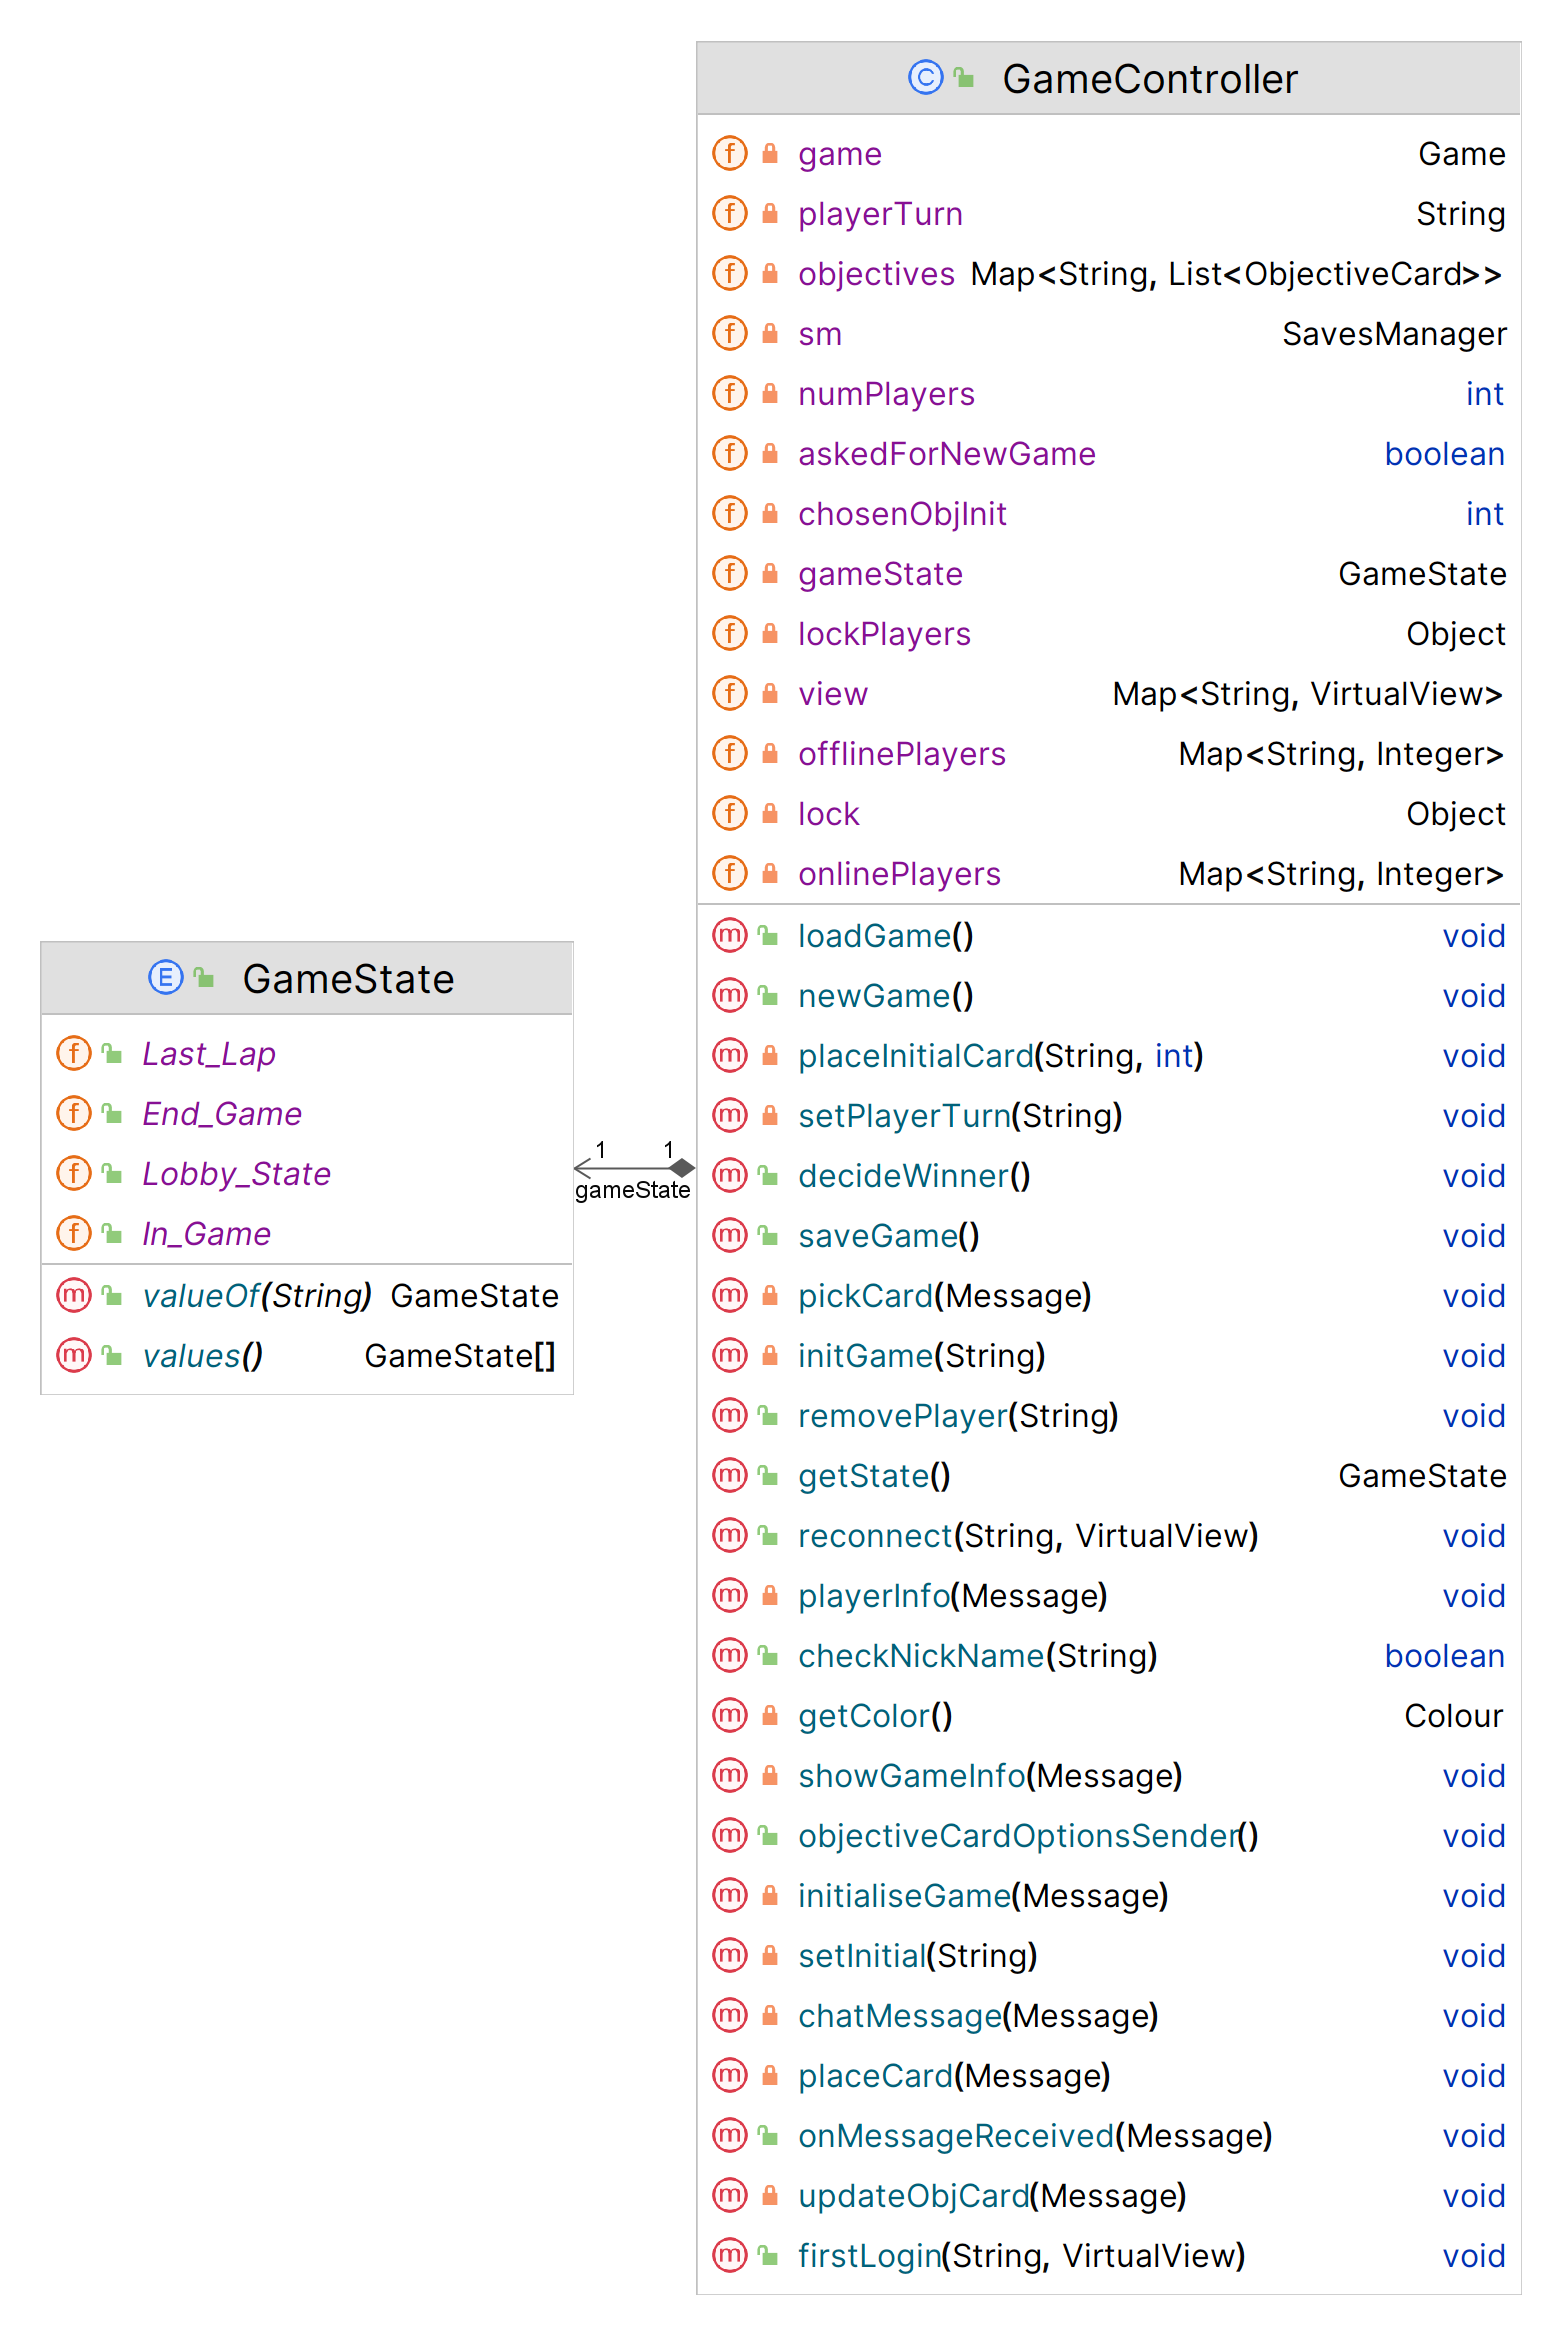 GameController
game Game
playerTurn String
objectives Map<String, List<ObjectiveCard>>
sm SavesManager
numPlayers int
askedForNewGame boolean
chosenObjInit int
gameState GameState
lockPlayers Object
view Map<String, VirtualView>
offlinePlayers Map<String, Integer>
lock Object
onlinePlayers Map<String, Integer>
loadGame() void
newGame() void
placeInitialCard(String, int) void
setPlayerTurn(String) void
decideWinner() void
saveGame() void
pickCard(Message) void
initGame(String) void
removePlayer(String) void
getState() GameState
reconnect(String, VirtualView) void
playerInfo(Message) void
checkNickName(String) boolean
getColor() Colour
showGameInfo(Message) void
objectiveCardOptionsSender() void
initialiseGame(Message) void
setInitial(String) void
chatMessage(Message) void
placeCard(Message) void
onMessageReceived(Message) void
updateObjCard(Message) void
firstLogin(String, VirtualView) void
GameState
Last_Lap
End_Game
Lobby_State
In_Game
valueOf(String) GameState
values() GameState[]
1 1
gameState